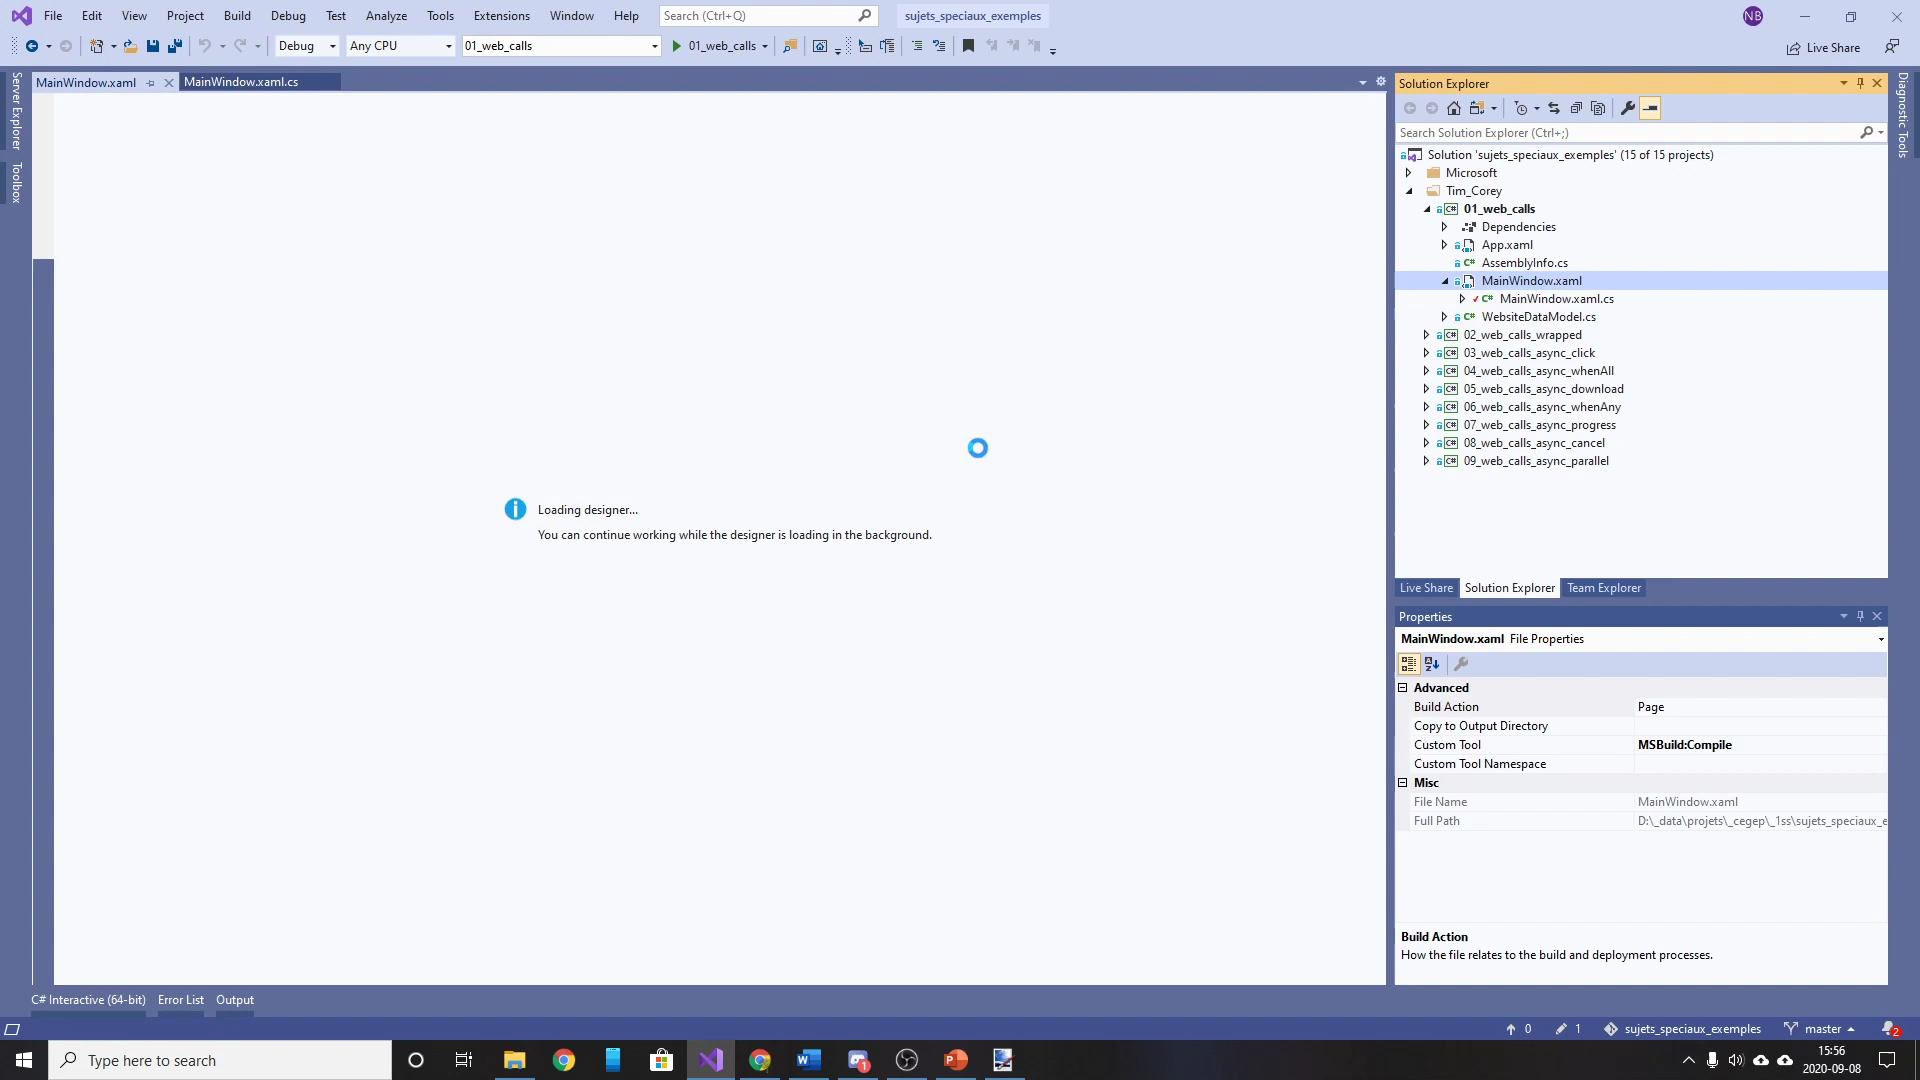 File Edit View Project Build Debug Test Analyze Tools Extensions Window Help Search (Ctrl+Q) sujets_speciaux_exemples NB
Debug Any CPU 01_web_calls 01_web_calls Live Share
MainWindow.xaml MainWindow.xaml.cs
Server Explorer
Toolbox
Loading designer...
You can continue working while the designer is loading in the background.
Solution Explorer
Search Solution Explorer (Ctrl+;)
Solution 'sujets_speciaux_exemples' (15 of 15 projects)
Microsoft
Tim_Corey
C# 01_web_calls
Dependencies
App.xaml
C# AssemblyInfo.cs
MainWindow.xaml
C# MainWindow.xaml.cs
C# WebsiteDataModel.cs
C# 02_web_calls_wrapped
C# 03_web_calls_async_click
C# 04_web_calls_async_whenAll
C# 05_web_calls_async_download
C# 06_web_calls_async_whenAny
C# 07_web_calls_async_progress
C# 08_web_calls_async_cancel
C# 09_web_calls_async_parallel
Live Share Solution Explorer Team Explorer
Properties
MainWindow.xaml File Properties
Advanced
Build Action Page
Copy to Output Directory
Custom Tool MSBuild:Compile
Custom Tool Namespace
Misc
File Name MainWindow.xaml
Full Path D:\_data\projets\_cegep\_1ss\sujets_speciaux_e
Build Action
How the file relates to the build and deployment processes.
Diagnostic Tools
C# Interactive (64-bit) Error List Output
0 1 sujets_speciaux_exemples master 2
Type here to search
1
15:56
2020-09-08